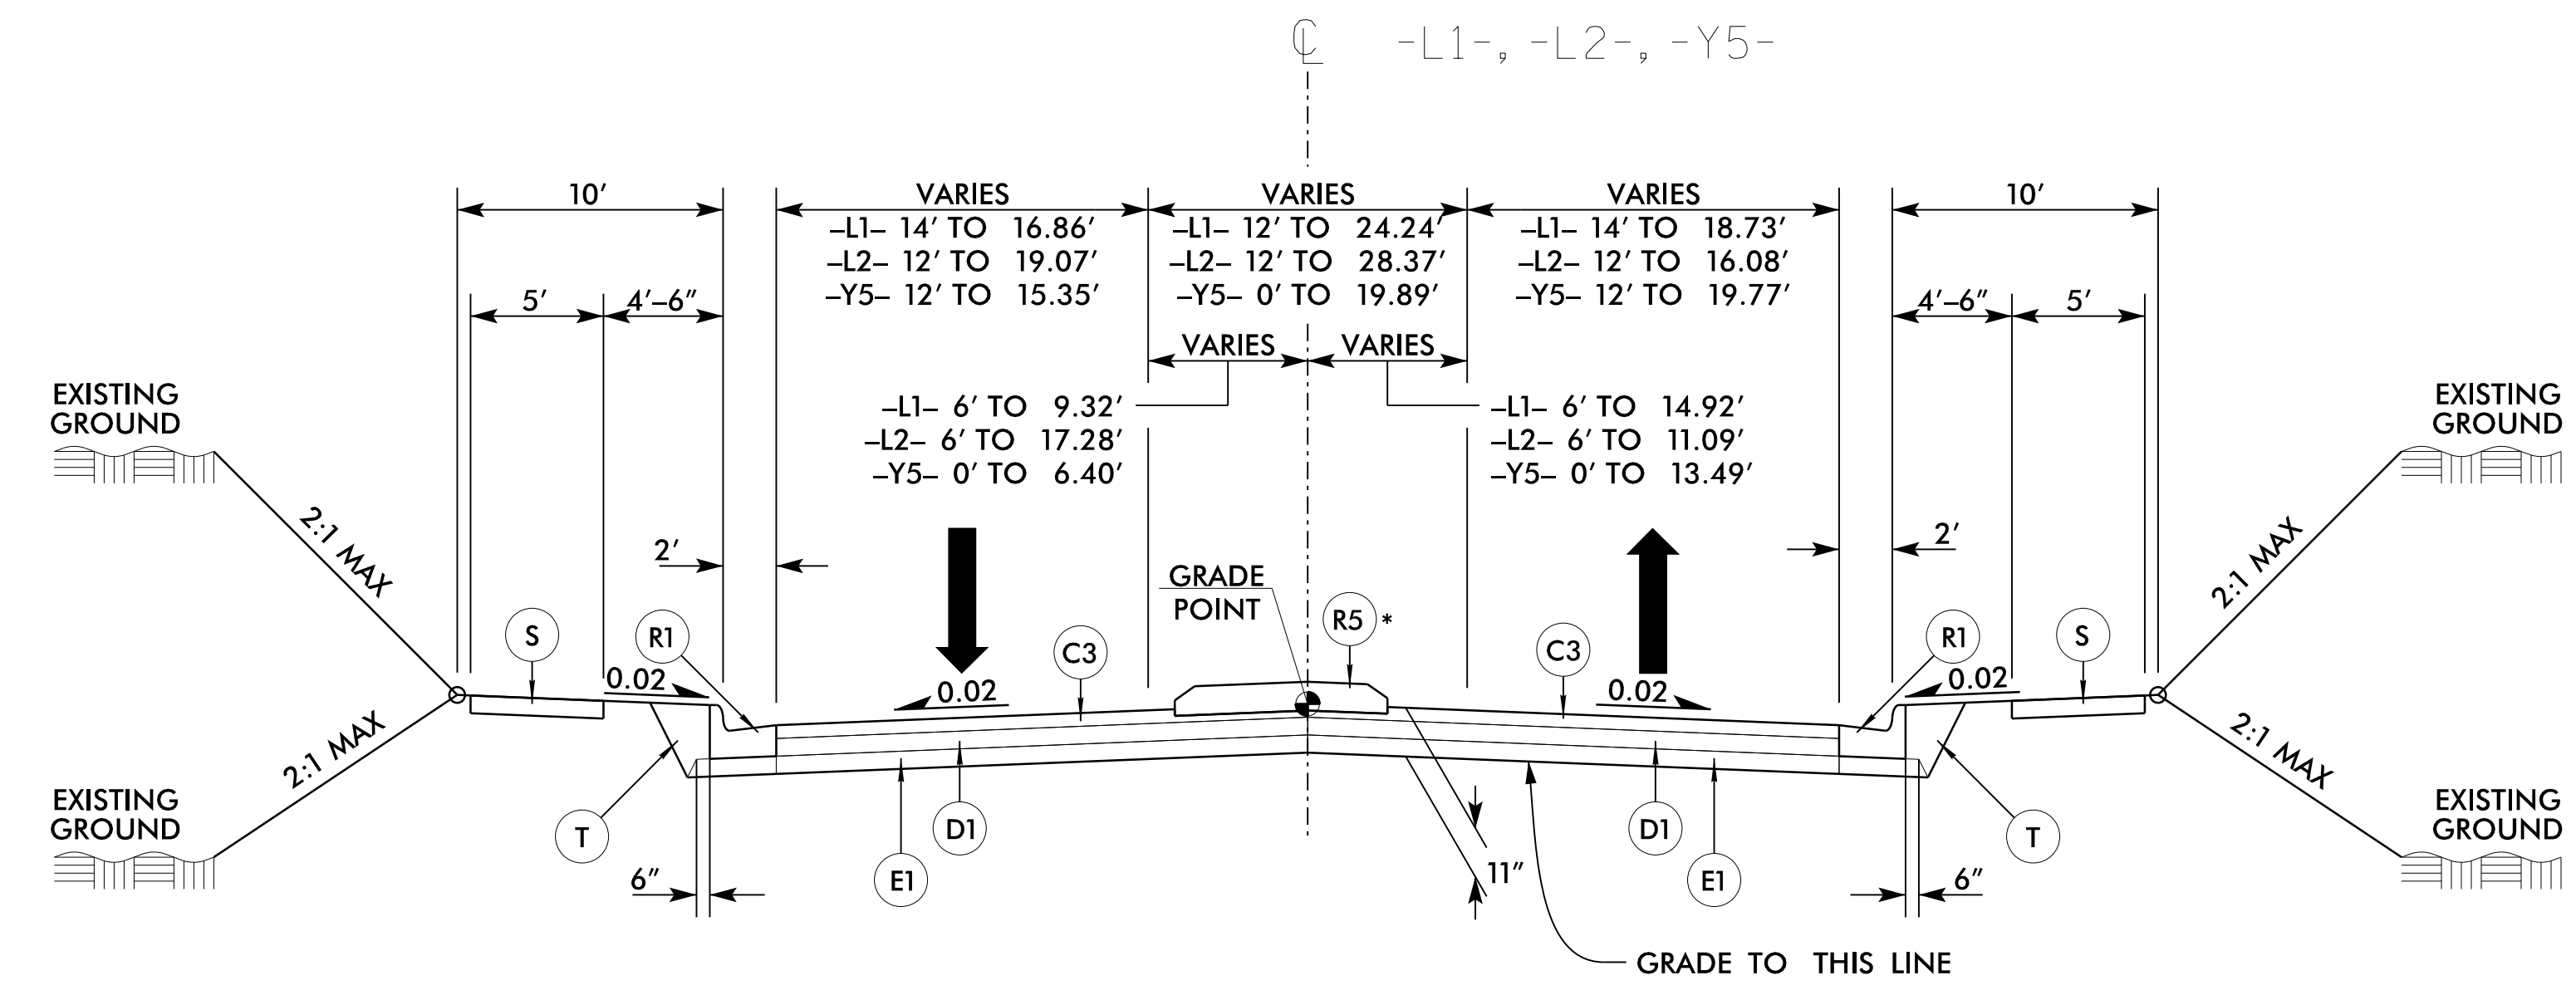 ℄ -L1-, -L2-, -Y5-
10'
VARIES
-L1- 14' TO 16.86'
-L2- 12' TO 19.07'
-Y5- 12' TO 15.35'
VARIES
-L1- 12' TO 24.24'
-L2- 12' TO 28.37'
-Y5- 0' TO 19.89'
VARIES
-L1- 14' TO 18.73'
-L2- 12' TO 16.08'
-Y5- 12' TO 19.77'
10'
5'
4'-6"
4'-6"
5'
VARIES
VARIES
-L1- 6' TO 9.32'
-L2- 6' TO 17.28'
-Y5- 0' TO 6.40'
-L1- 6' TO 14.92'
-L2- 6' TO 11.09'
-Y5- 0' TO 13.49'
EXISTING
GROUND
EXISTING
GROUND
2:1 MAX
2:1 MAX
2'
2'
GRADE
POINT
S
R1
C3
R5 *
C3
R1
S
0.02
0.02
0.02
0.02
2:1 MAX
2:1 MAX
EXISTING
GROUND
EXISTING
GROUND
T
D1
D1
T
6"
E1
11"
E1
6"
GRADE TO THIS LINE